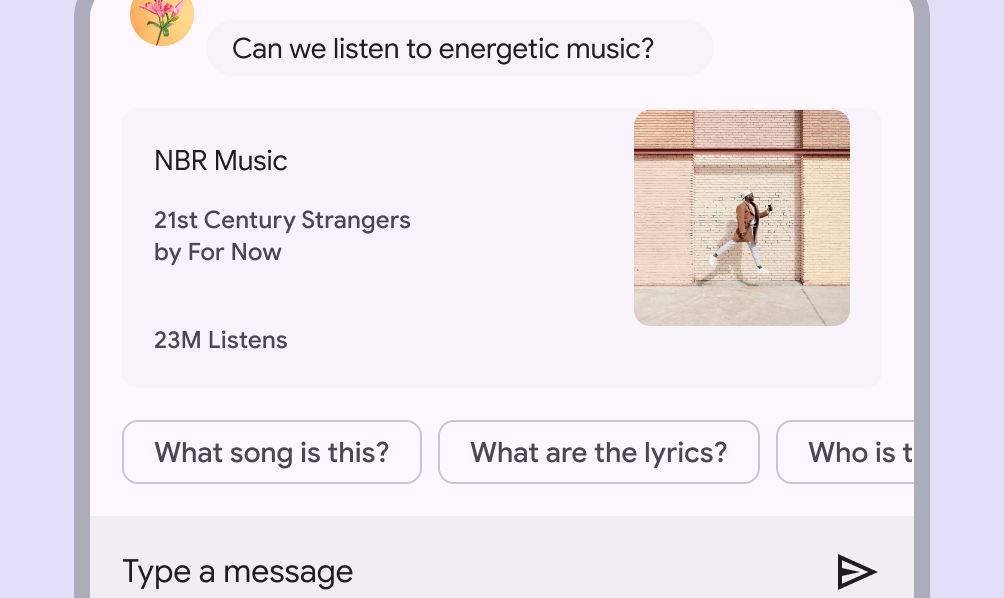 Can we listen to energetic music?
NBR Music
21st Century Strangers
by For Now
23M Listens
What song is this?
What are the lyrics?
Who is t
Type a message